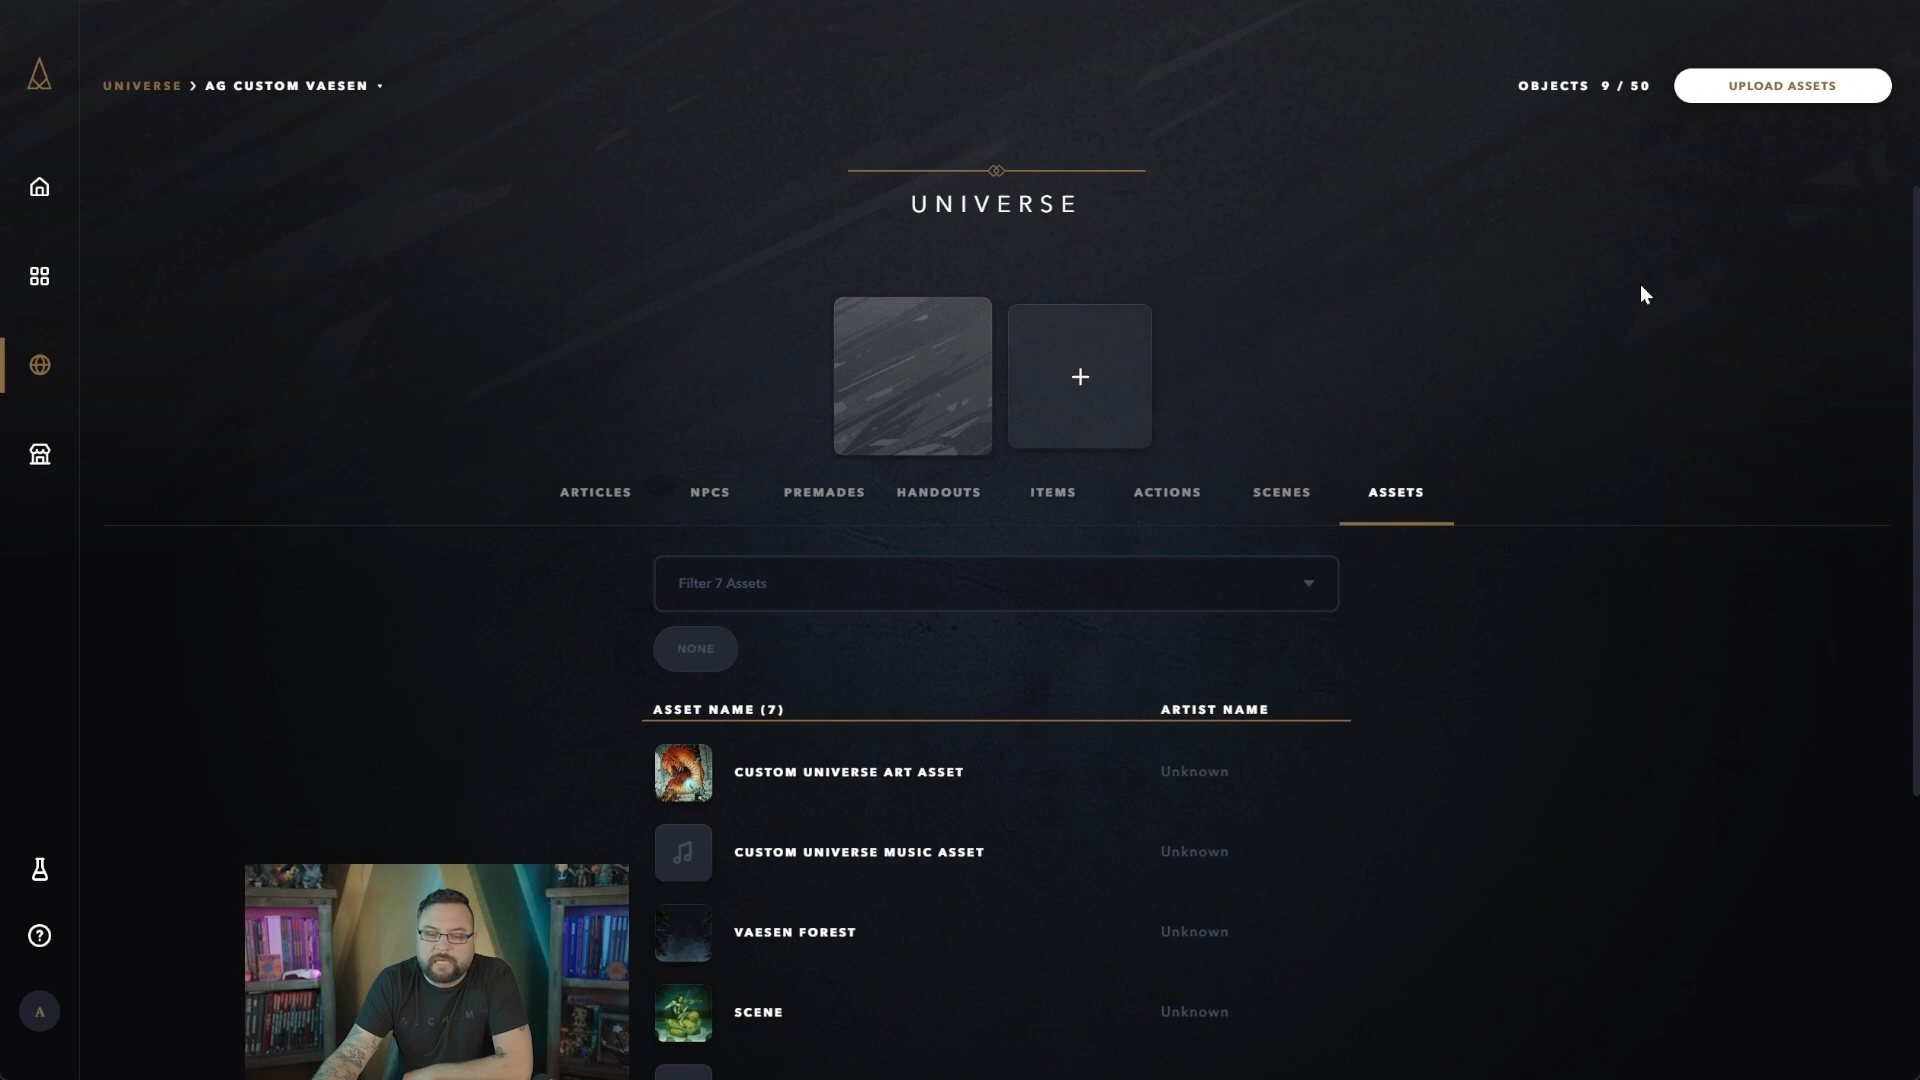 UNIVERSE > AG CUSTOM VAESEN
OBJECTS 9 / 50
UPLOAD ASSETS
UNIVERSE
ARTICLES
NPCS
PREMADES
HANDOUTS
ITEMS
ACTIONS
SCENES
ASSETS
Filter 7 Assets
NONE
ASSET NAME (7)
ARTIST NAME
CUSTOM UNIVERSE ART ASSET
Unknown
CUSTOM UNIVERSE MUSIC ASSET
Unknown
VAESEN FOREST
Unknown
SCENE
Unknown
A